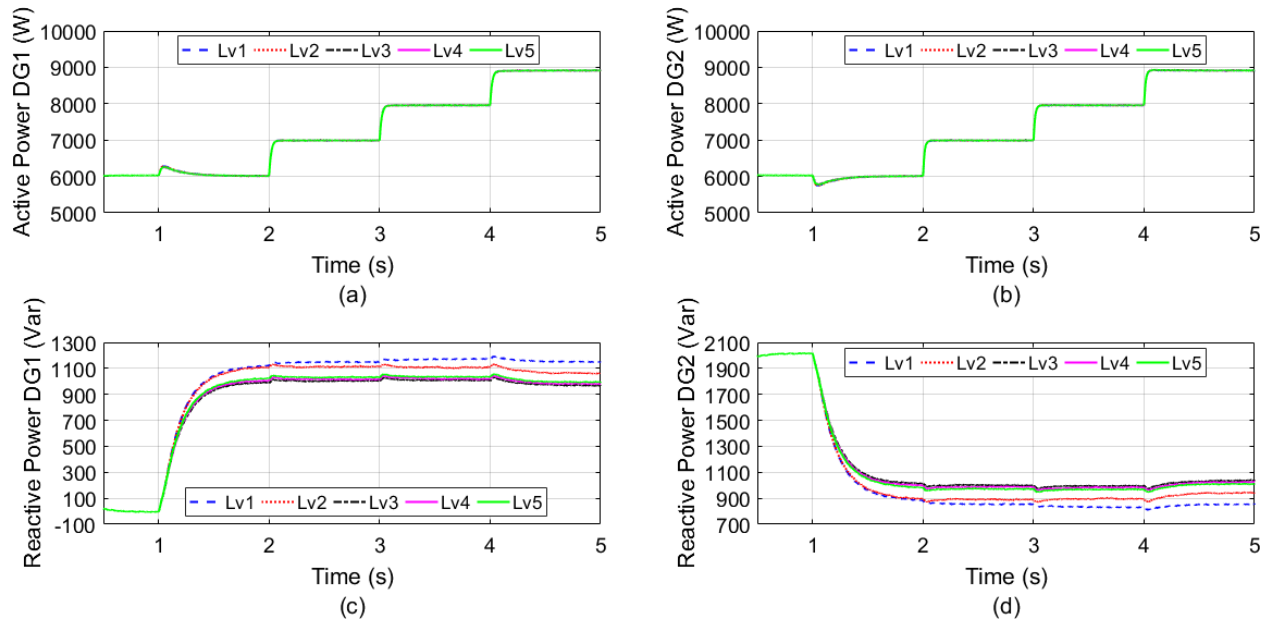 Active Power DG1 (W)
10000
9000
8000
7000
6000
5000
Lv1 Lv2 Lv3 Lv4 Lv5
1 2 3 4 5
Time (s)
(a)
Active Power DG2 (W)
10000
9000
8000
7000
6000
5000
Lv1 Lv2 Lv3 Lv4 Lv5
1 2 3 4 5
Time (s)
(b)
Reactive Power DG1 (Var)
1300
1100
900
700
500
300
100
-100
Lv1 Lv2 Lv3 Lv4 Lv5
1 2 3 4 5
Time (s)
(c)
Reactive Power DG2 (Var)
2100
1900
1700
1500
1300
1100
900
700
Lv1 Lv2 Lv3 Lv4 Lv5
1 2 3 4 5
Time (s)
(d)